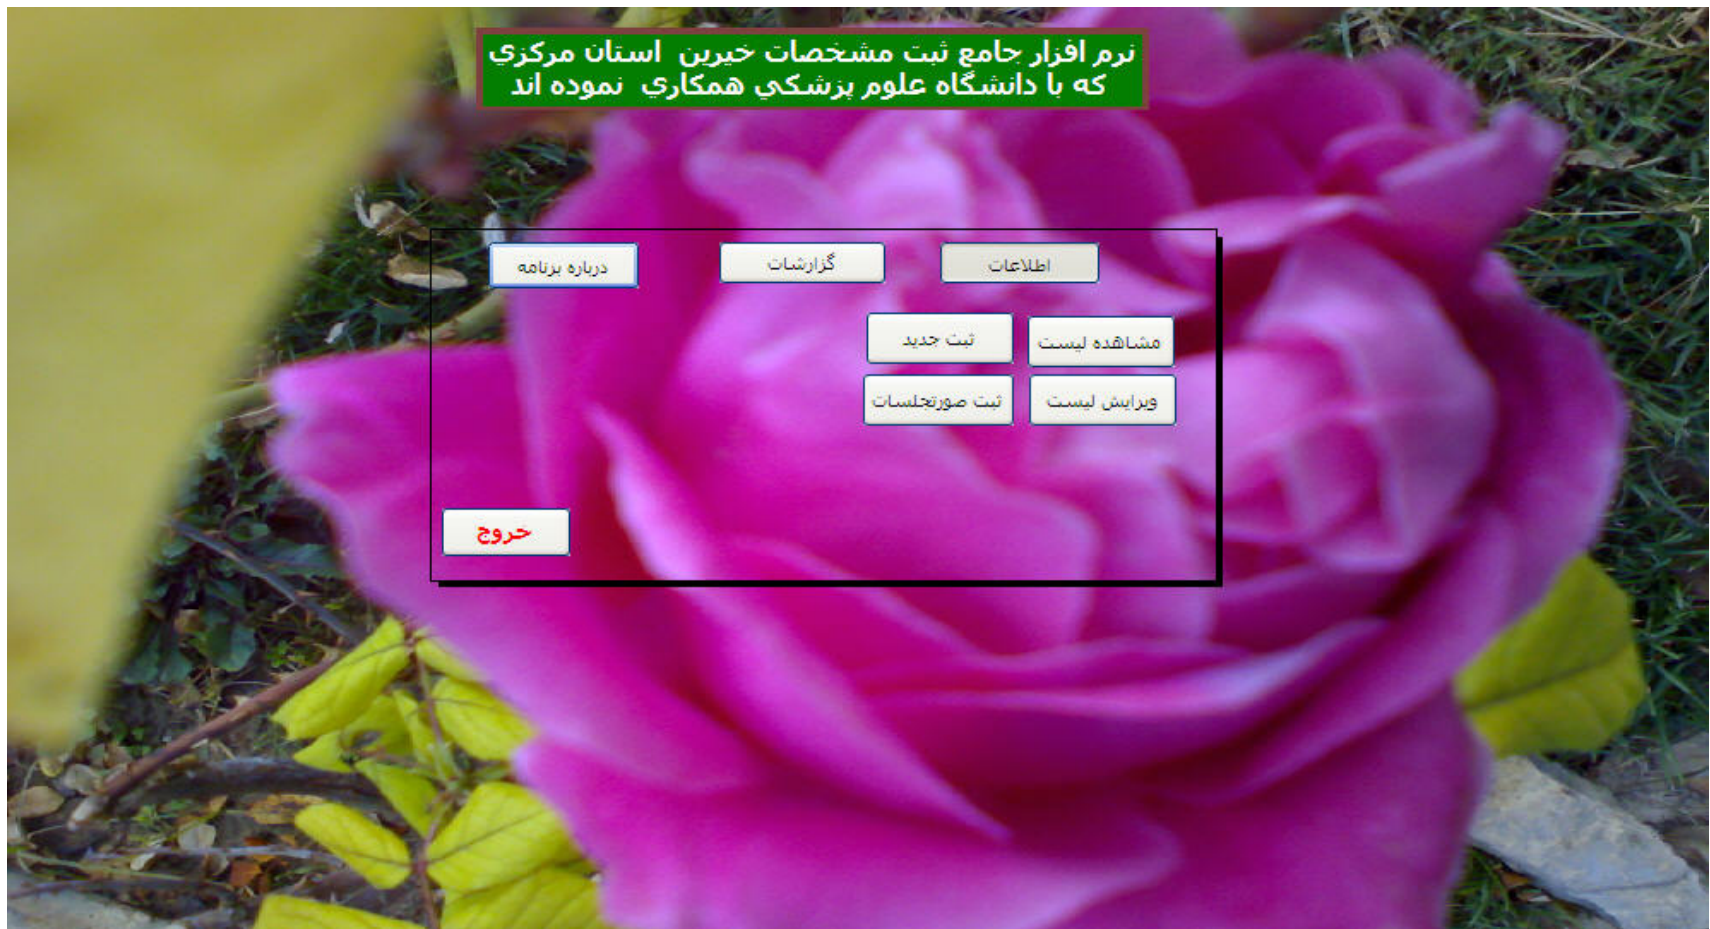 نرم افزار جامع ثبت مشخصات خيرين استان مركزي
كه با دانشگاه علوم پزشكي همكاري نموده اند
اطلاعات
گزارشات
درباره برنامه
مشاهده ليست
ثبت جديد
ويرايش ليست
ثبت صورتجلسات
خروج